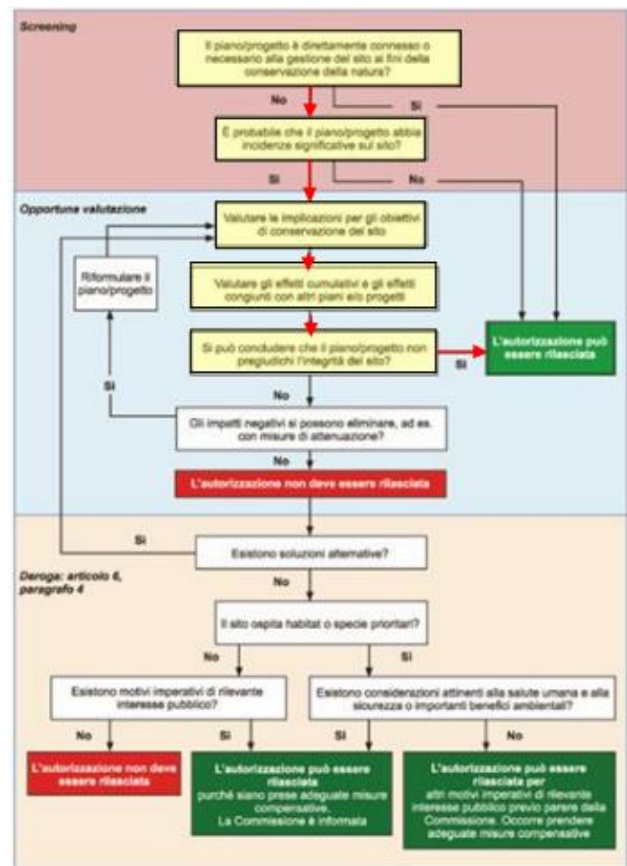 Screening
Il piano/progetto è direttamente connesso o
necessario alla gestione del sito ai fini della
conservazione della natura?
No
Sì
È probabile che il piano/progetto abbia
incidenze significative sul sito?
Sì
No
Opportuna valutazione
Valutare le implicazioni per gli obiettivi
di conservazione del sito
Riformulare il
piano/progetto
Valutare gli effetti cumulativi e gli effetti
congiunti con altri piani e/o progetti
Si può concludere che il piano/progetto non
pregiudichi l'integrità del sito?
Sì
L'autorizzazione può
essere rilasciata
Sì
No
Gli impatti negativi si possono eliminare, ad es.
con misure di attenuazione?
No
L'autorizzazione non deve essere rilasciata
Sì
Esistono soluzioni alternative?
Deroga: articolo 6,
paragrafo 4
No
Il sito ospita habitat o specie prioritari?
No
Sì
Esistono motivi imperativi di rilevante
interesse pubblico?
Esistono considerazioni attinenti alla salute umana e alla
sicurezza o importanti benefici ambientali?
No
Sì
Sì
No
L'autorizzazione non deve
essere rilasciata
L'autorizzazione può essere
rilasciata
purché siano prese adeguate misure
compensative.
La Commissione è informata
L'autorizzazione può essere
rilasciata per
altri motivi imperativi di rilevante
interesse pubblico previo parere della
Commissione. Occorre prendere
adeguate misure compensative